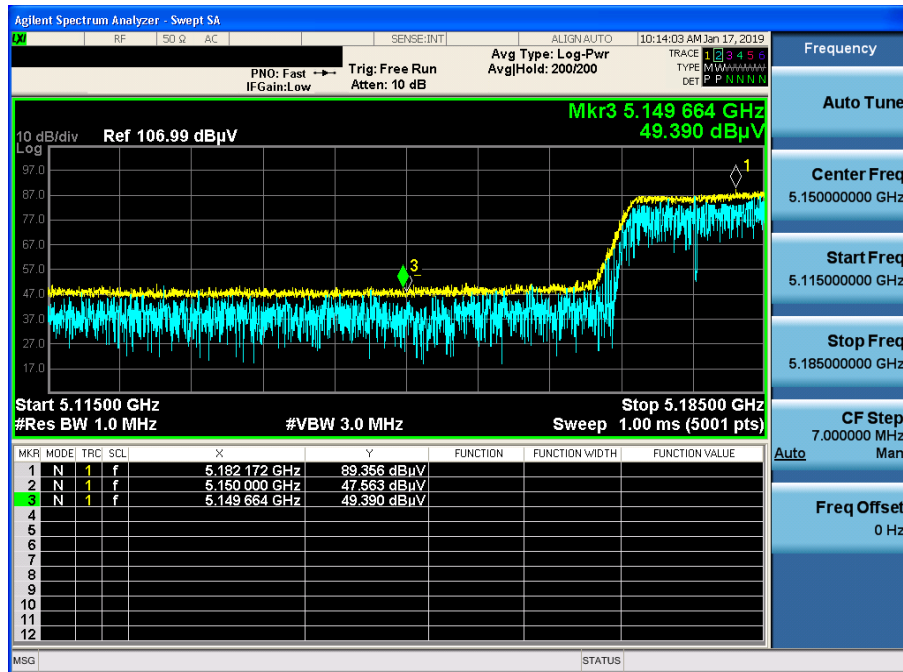 Agilent Spectrum Analyzer - Swept SA
LXI RF 50 Ω AC SENSE:INT ALIGN AUTO 10:14:03 AM Jan 17, 2019
PNO: Fast
IFGain:Low
Trig: Free Run
Atten: 10 dB
Avg Type: Log-Pwr
Avg|Hold: 200/200
TRACE 1 2 3 4 5 6
TYPE MWWWWW
DET P P N N N N
Mkr3 5.149 664 GHz
49.390 dBµV
10 dB/div Ref 106.99 dBµV
Log
97.0
87.0
77.0
67.0
57.0
47.0
37.0
27.0
17.0
1
3
Start 5.11500 GHz Stop 5.18500 GHz
#Res BW 1.0 MHz #VBW 3.0 MHz Sweep 1.00 ms (5001 pts)
MKR MODE TRC SCL X Y FUNCTION FUNCTION WIDTH FUNCTION VALUE
1 N 1 f 5.182 172 GHz 89.356 dBµV
2 N 1 f 5.150 000 GHz 47.563 dBµV
3 N 1 f 5.149 664 GHz 49.390 dBµV
4
5
6
7
8
9
10
11
12
MSG STATUS
Frequency
Auto Tune
Center Freq
5.150000000 GHz
Start Freq
5.115000000 GHz
Stop Freq
5.185000000 GHz
CF Step
7.000000 MHz
Auto Man
Freq Offset
0 Hz